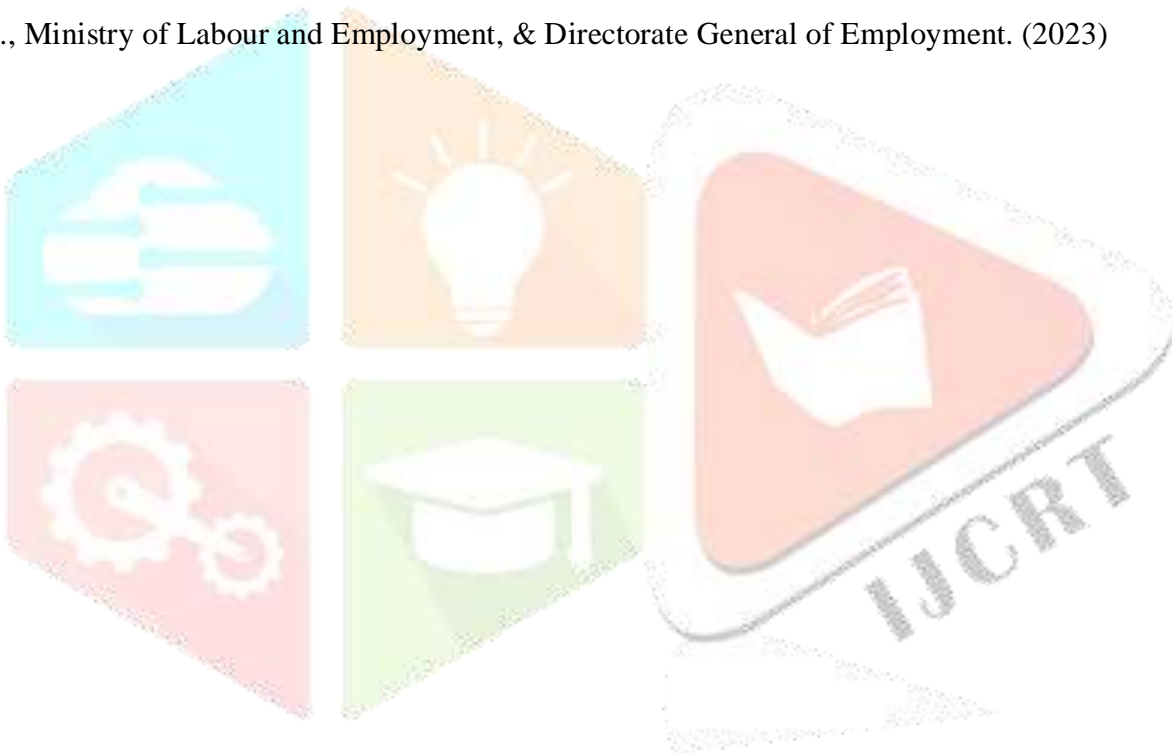 ., Ministry of Labour and Employment, & Directorate General of Employment. (2023)
IJCRT